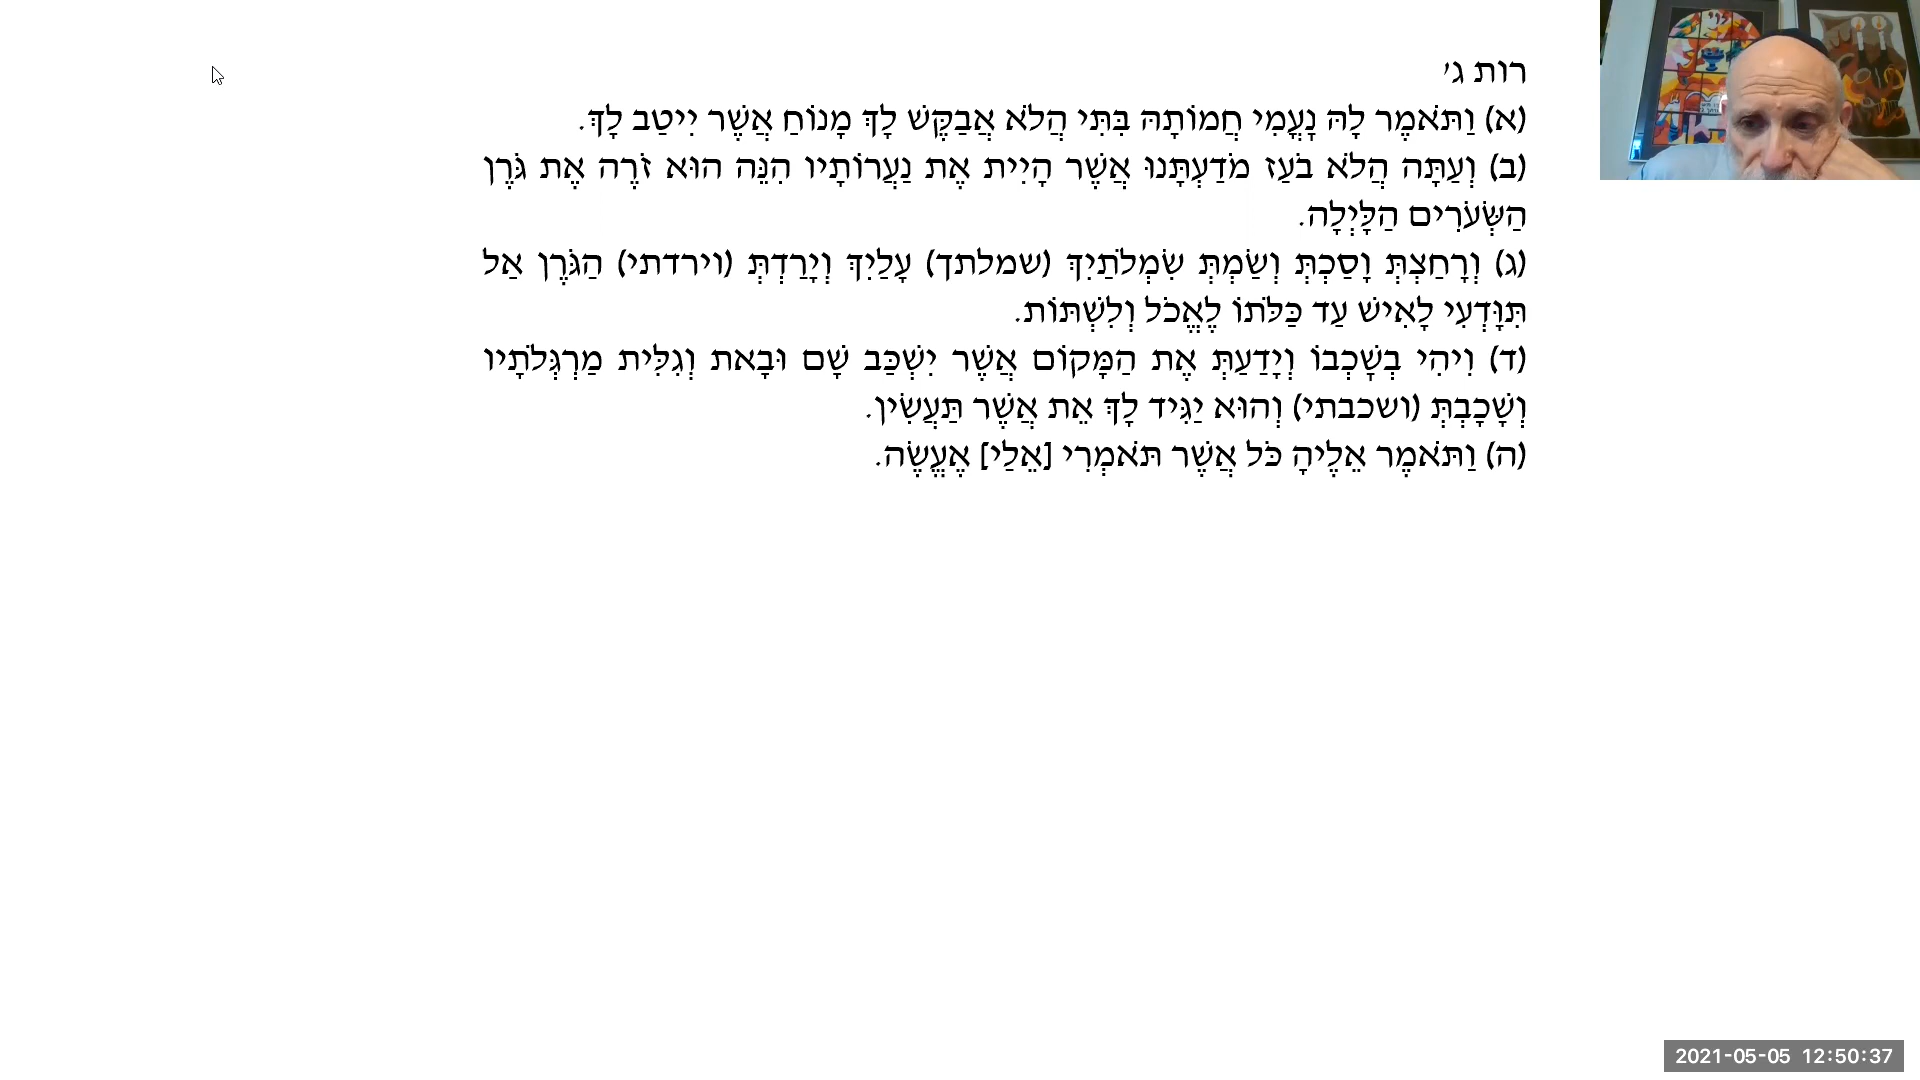 רות ג'
(א) וַתֹּאמֶר לָהּ נָעֳמִי חֲמוֹתָהּ בִּתִּי הֲלֹא אֲבַקֶּשׁ לָךְ מָנוֹחַ אֲשֶׁר יִיטַב לָךְ.
(ב) וְעַתָּה הֲלֹא בֹעַז מֹדַעְתָּנוּ אֲשֶׁר הָיִית אֶת נַעֲרוֹתָיו הִנֵּה הוּא זֹרֶה אֶת גֹּרֶן
הַשְּׂעֹרִים הַלָּיְלָה.
(ג) וְרָחַצְתְּ וָסַכְתְּ וְשַׂמְתְּ שִׂמְלֹתַיִךְ (שמלתך) עָלַיִךְ וְיָרַדְתְּ (וירדתי) הַגֹּרֶן אַל
תִּוָּדְעִי לָאִישׁ עַד כַּלֹּתוֹ לֶאֱכֹל וְלִשְׁתּוֹת.
(ד) וִיהִי בְשָׁכְבוֹ וְיָדַעַתְּ אֶת הַמָּקוֹם אֲשֶׁר יִשְׁכַּב שָׁם וּבָאת וְגִלִּית מַרְגְּלֹתָיו
וְשָׁכָבְתְּ (ושכבתי) וְהוּא יַגִּיד לָךְ אֵת אֲשֶׁר תַּעֲשִׂין.
(ה) וַתֹּאמֶר אֵלֶיהָ כֹּל אֲשֶׁר תֹּאמְרִי [אֵלַי] אֶעֱשֶׂה.
2021-05-05 12:50:37